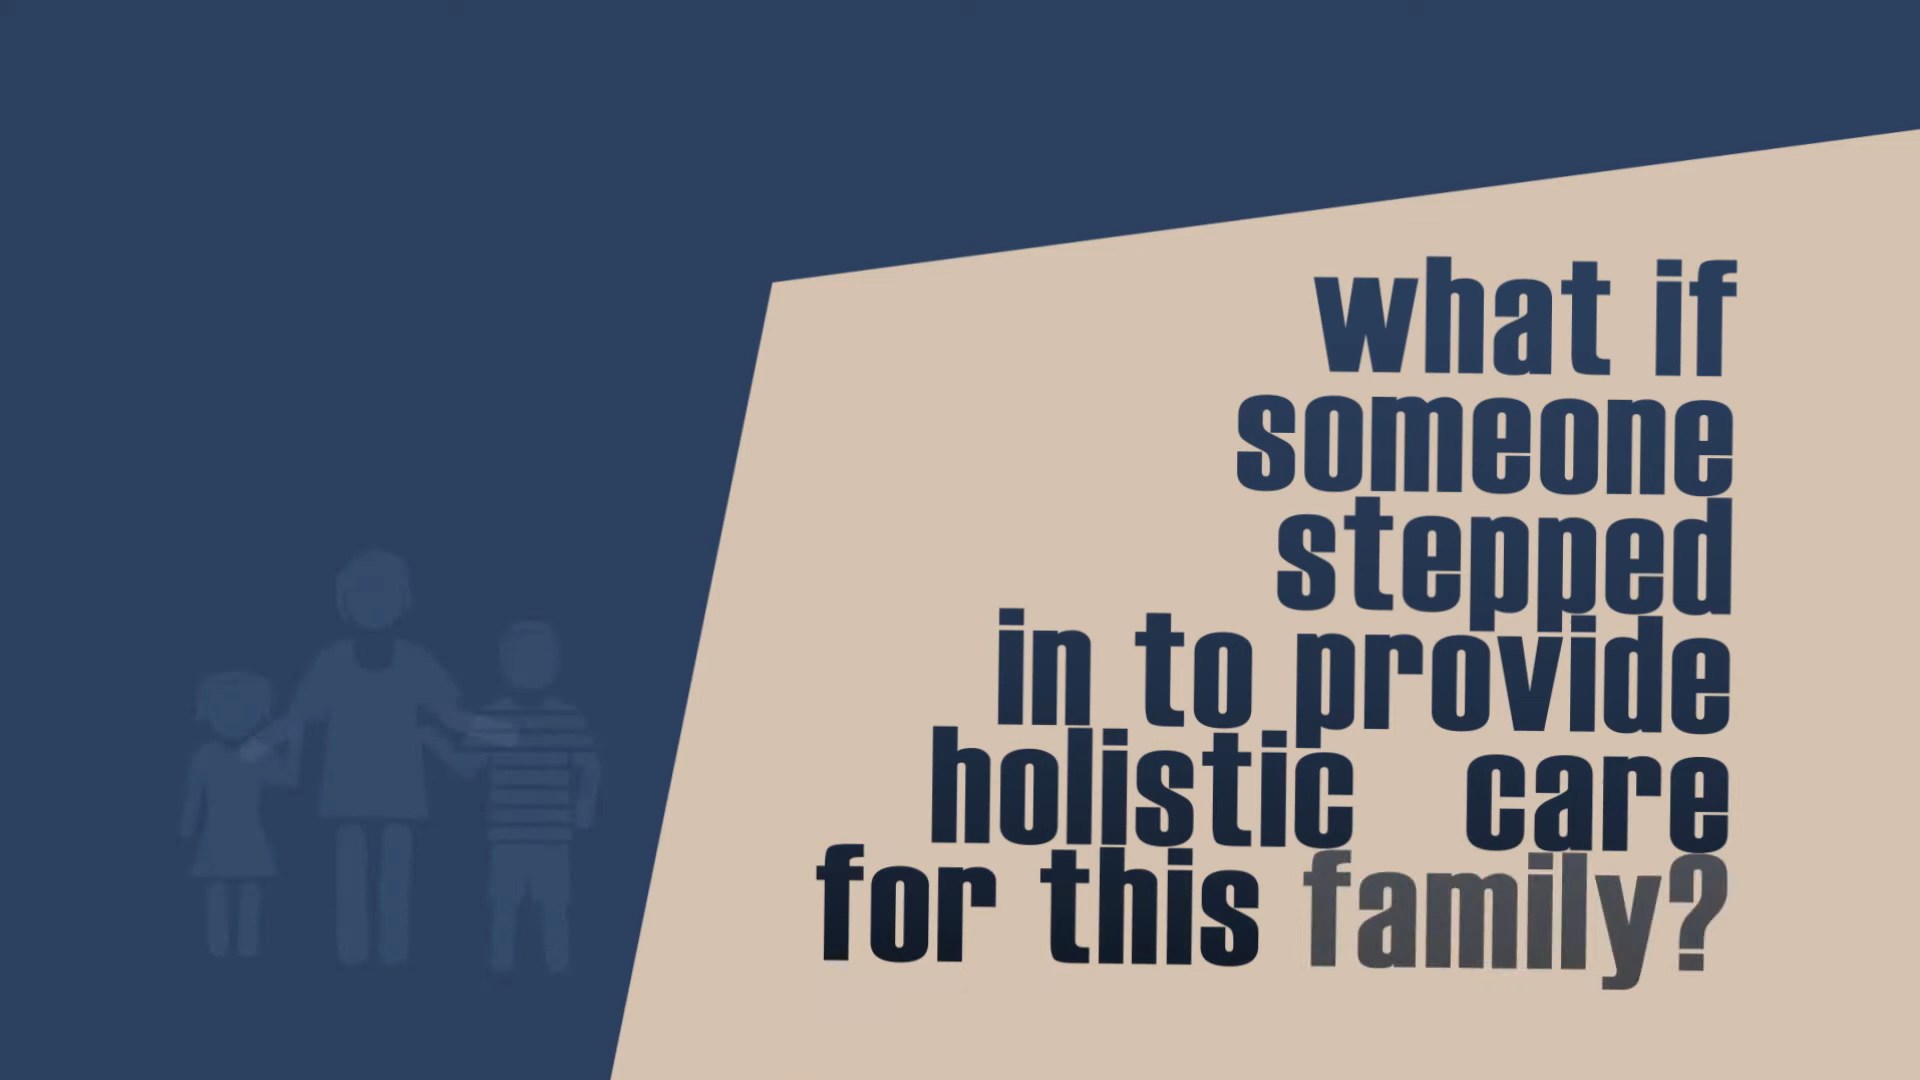 what if
someone
stepped
in to provide
holistic care
for this family?